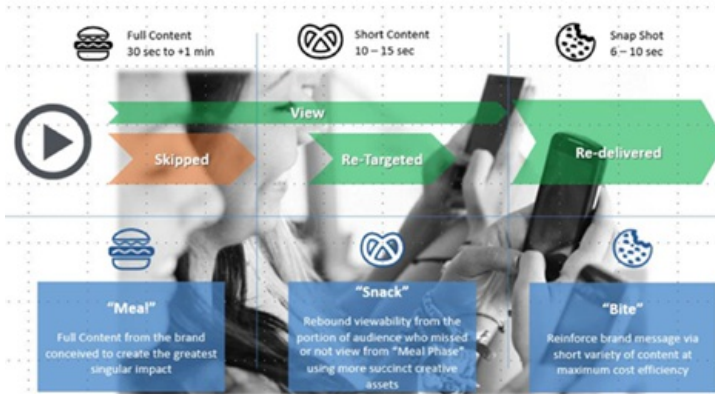 Full Content
30 sec to +1 min
Short Content
10 – 15 sec
Snap Shot
6 – 10 sec
View
Skipped
Re-Targeted
Re-delivered
"Meal"
Full Content from the brand
conceived to create the greatest
singular impact
"Snack"
Rebound viewability from the
portion of audience who missed
or not view from "Meal Phase"
using more succinct creative
assets
"Bite"
Reinforce brand message via
short variety of content at
maximum cost efficiency